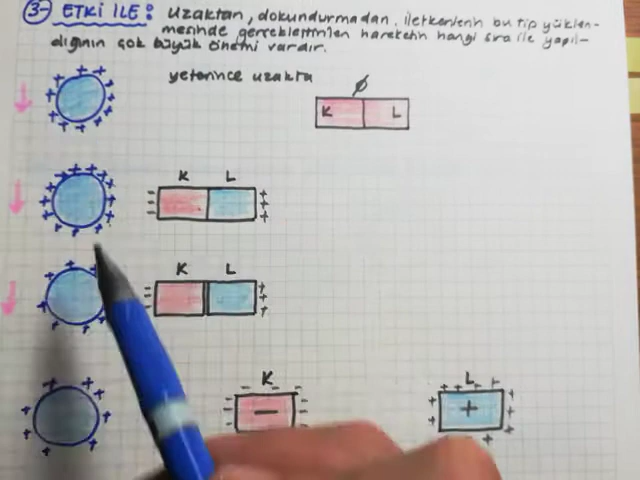 3- ETKİ İLE: Uzaktan, dokundurmadan iletkenlerin bu tip yüklen-
mesinde gerçekleştirilen hareketin hangi sıra ile yapıl-
dığının çok büyük önemi vardır.
yeterince uzakta
Ø
K L
K L
K L
K L
- +